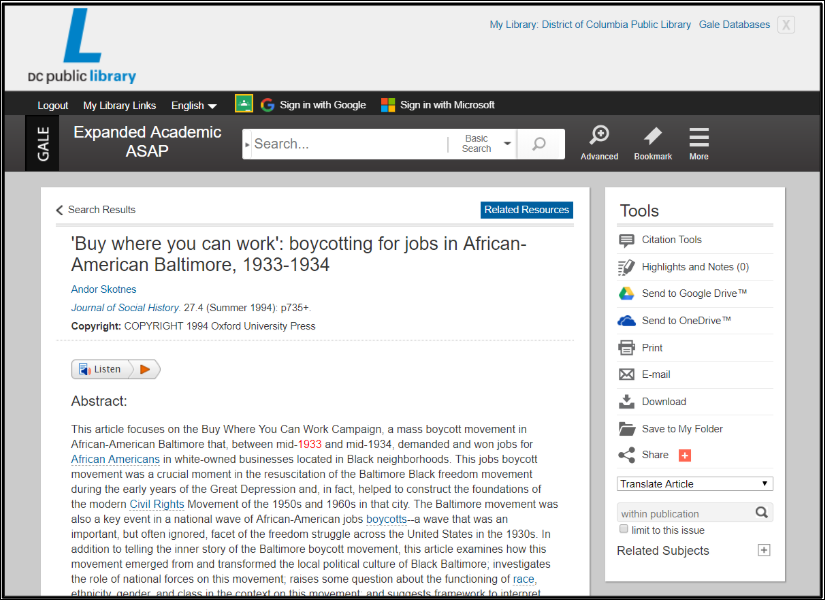 My Library: District of Columbia Public Library Gale Databases X
L
DC public library
Logout My Library Links English Sign in with Google Sign in with Microsoft
GALE
Expanded Academic
ASAP
Search...
Basic
Search
Advanced Bookmark More
Search Results
Related Resources
'Buy where you can work': boycotting for jobs in African-
American Baltimore, 1933-1934
Andor Skotnes
Journal of Social History. 27.4 (Summer 1994): p735+.
Copyright: COPYRIGHT 1994 Oxford University Press
Listen
Abstract:
This article focuses on the Buy Where You Can Work Campaign, a mass boycott movement in
African-American Baltimore that, between mid-1933 and mid-1934, demanded and won jobs for
African Americans in white-owned businesses located in Black neighborhoods. This jobs boycott
movement was a crucial moment in the resuscitation of the Baltimore Black freedom movement
during the early years of the Great Depression and, in fact, helped to construct the foundations of
the modern Civil Rights Movement of the 1950s and 1960s in that city. The Baltimore movement was
also a key event in a national wave of African-American jobs boycotts--a wave that was an
important, but often ignored, facet of the freedom struggle across the United States in the 1930s. In
addition to telling the inner story of the Baltimore boycott movement, this article examines how this
movement emerged from and transformed the local political culture of Black Baltimore; investigates
the role of national forces on this movement; raises some question about the functioning of race,
ethnicity, gender, and class in the context on this movement, and suggests framework to interpret
Tools
Citation Tools
Highlights and Notes (0)
Send to Google Drive™
Send to OneDrive™
Print
E-mail
Download
Save to My Folder
Share
Translate Article
within publication
limit to this issue
Related Subjects